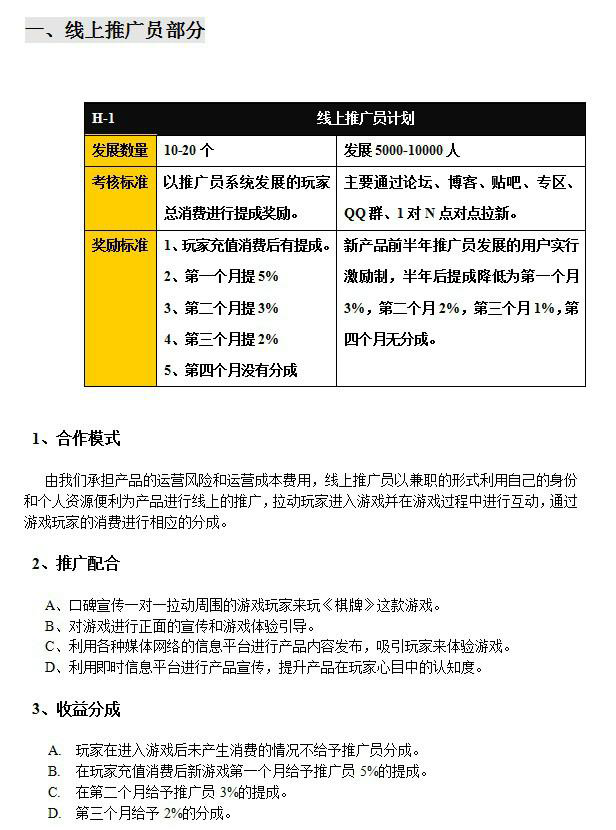 一、线上推广员部分
H-1 线上推广员计划
发展数量 10-20 个 发展 5000-10000 人
考核标准 以推广员系统发展的玩家 主要通过论坛、博客、贴吧、专区、
总消费进行提成奖励。 QQ 群、1 对 N 点对点拉新。
奖励标准 1、玩家充值消费后有提成。 新产品前半年推广员发展的用户实行
2、第一个月提 5% 激励制，半年后提成降低为第一个月
3、第二个月提 3% 3%，第二个月 2%，第三个月 1%，第
4、第三个月提 2% 四个月无分成。
5、第四个月没有分成
1、合作模式
由我们承担产品的运营风险和运营成本费用，线上推广员以兼职的形式利用自己的身份
和个人资源便利为产品进行线上的推广，拉动玩家进入游戏并在游戏过程中进行互动，通过
游戏玩家的消费进行相应的分成。
2、推广配合
A、口碑宣传一对一拉动周围的游戏玩家来玩《棋牌》这款游戏。
B、对游戏进行正面的宣传和游戏体验引导。
C、利用各种媒体网络的信息平台进行产品内容发布，吸引玩家来体验游戏。
D、利用即时信息平台进行产品宣传，提升产品在玩家心目中的认知度。
3、收益分成
A. 玩家在进入游戏后未产生消费的情况不给予推广员分成。
B. 在玩家充值消费后新游戏第一个月给予推广员 5%的提成。
C. 在第二个月给予推广员 3%的提成。
D. 第三个月给予 2%的分成。